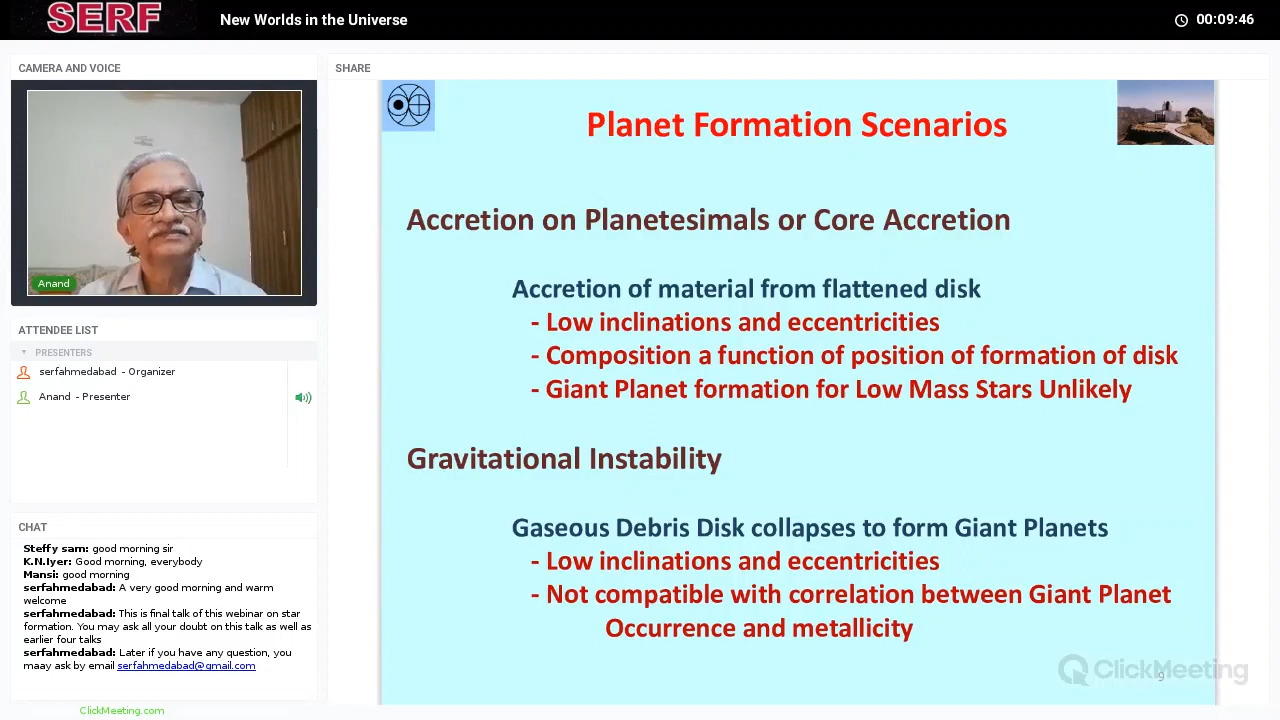 SERF
New Worlds in the Universe
00:09:46
CAMERA AND VOICE
Anand
ATTENDEE LIST
PRESENTERS
serfahmedabad - Organizer
Anand - Presenter
CHAT
Steffy sam: good morning sir
K.N.Iyer: Good morning, everybody
Mansi: good morning
serfahmedabad: A very good morning and warm
welcome
serfahmedabad: This is final talk of this webinar on star
formation. You may ask all your doubt on this talk as well as
earlier four talks
serfahmedabad: Later if you have any question, you
maay ask by email serfahmedabad@gmail.com
ClickMeeting.com
SHARE
Planet Formation Scenarios
Accretion on Planetesimals or Core Accretion
Accretion of material from flattened disk
- Low inclinations and eccentricities
- Composition a function of position of formation of disk
- Giant Planet formation for Low Mass Stars Unlikely
Gravitational Instability
Gaseous Debris Disk collapses to form Giant Planets
- Low inclinations and eccentricities
- Not compatible with correlation between Giant Planet
Occurrence and metallicity
ClickMeeting
9